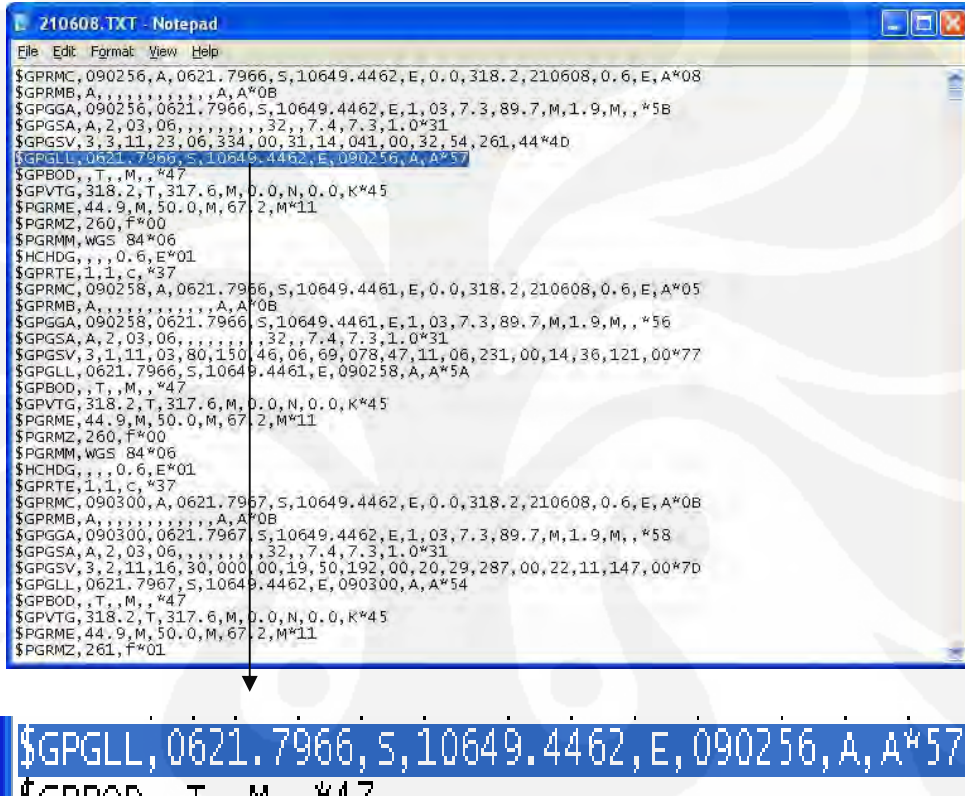 210608.TXT - Notepad
File Edit Format View Help
$GPRMC,090256,A,0621.7966,S,10649.4462,E,0.0,318.2,210608,0.6,E,A*08
$GPRMB,A,,,,,,,,,,,,A,A*0B
$GPGGA,090256,0621.7966,S,10649.4462,E,1,03,7.3,89.7,M,1.9,M,,*5B
$GPGSA,A,2,03,06,,,,,,,,,32,,7.4,7.3,1.0*31
$GPGSV,3,3,11,23,06,334,00,31,14,041,00,32,54,261,44*4D
$GPGLL,0621.7966,S,10649.4462,E,090256,A,A*57
$GPBOD,,T,,M,,*47
$GPVTG,318.2,T,317.6,M,0.0,N,0.0,K*45
$PGRME,44.9,M,50.0,M,67.2,M*11
$PGRMZ,260,f*00
$PGRMM,WGS 84*06
$HCHDG,,,,0.6,E*01
$GPRTE,1,1,c,*37
$GPRMC,090258,A,0621.7966,S,10649.4461,E,0.0,318.2,210608,0.6,E,A*05
$GPRMB,A,,,,,,,,,,,,A,A*0B
$GPGGA,090258,0621.7966,S,10649.4461,E,1,03,7.3,89.7,M,1.9,M,,*56
$GPGSA,A,2,03,06,,,,,,,,,32,,7.4,7.3,1.0*31
$GPGSV,3,1,11,03,80,150,46,06,69,078,47,11,06,231,00,14,36,121,00*77
$GPGLL,0621.7966,S,10649.4461,E,090258,A,A*5A
$GPBOD,,T,,M,,*47
$GPVTG,318.2,T,317.6,M,0.0,N,0.0,K*45
$PGRME,44.9,M,50.0,M,67.2,M*11
$PGRMZ,260,f*00
$PGRMM,WGS 84*06
$HCHDG,,,,0.6,E*01
$GPRTE,1,1,c,*37
$GPRMC,090300,A,0621.7967,S,10649.4462,E,0.0,318.2,210608,0.6,E,A*0B
$GPRMB,A,,,,,,,,,,,,A,A*0B
$GPGGA,090300,0621.7967,S,10649.4462,E,1,03,7.3,89.7,M,1.9,M,,*58
$GPGSA,A,2,03,06,,,,,,,,,32,,7.4,7.3,1.0*31
$GPGSV,3,2,11,16,30,000,00,19,50,192,00,20,29,287,00,22,11,147,00*7D
$GPGLL,0621.7967,S,10649.4462,E,090300,A,A*54
$GPBOD,,T,,M,,*47
$GPVTG,318.2,T,317.6,M,0.0,N,0.0,K*45
$PGRME,44.9,M,50.0,M,67.2,M*11
$PGRMZ,261,f*01
$GPGLL,0621.7966,S,10649.4462,E,090256,A,A*57
$GPBOD,,T,,M,,*47